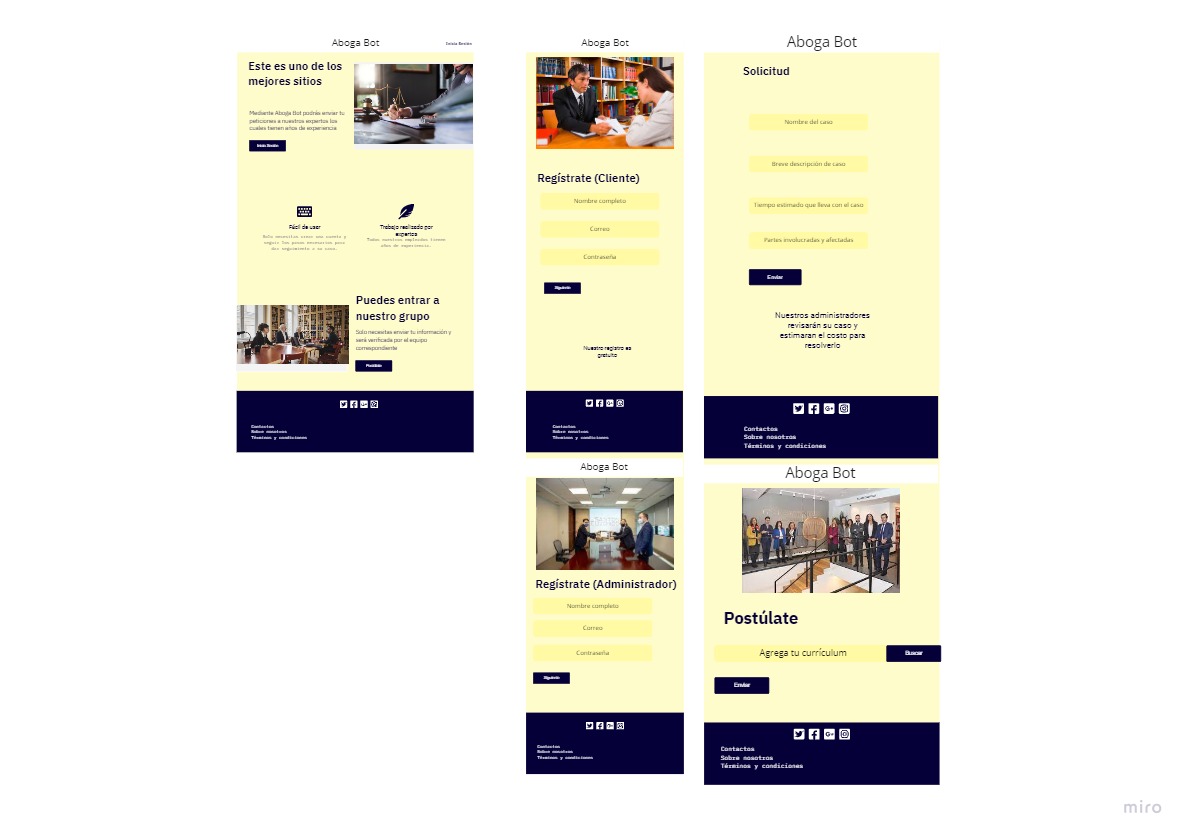 Aboga Bot
Inicia Sesión
Este es uno de los
mejores sitios
Mediante Aboga Bot podrás enviar tu
peticiones a nuestros expertos los
cuales tienen años de experiencia
Inicia Sesión
Fácil de user
Solo necesitas crear una cuenta y
seguir los pasos necesarios para
dar seguimiento a su caso.
Trabajo realizado por
expertos
Todos nuestros empleados tienen
años de experiencia.
Puedes entrar a
nuestro grupo
Solo necesitas enviar tu información y
será verificada por el equipo
correspondiente
Postúlate
Contactos
Sobre nosotros
Términos y condiciones
Aboga Bot
Regístrate (Cliente)
Nombre completo
Correo
Contraseña
Siguiente
Nuestro registro es
gratuito
Contactos
Sobre nosotros
Términos y condiciones
Aboga Bot
Solicitud
Nombre del caso
Breve descripción de caso
Tiempo estimado que lleva con el caso
Partes involucradas y afectadas
Enviar
Nuestros administradores
revisarán su caso y
estimaran el costo para
resolverlo
Contactos
Sobre nosotros
Términos y condiciones
Aboga Bot
Regístrate (Administrador)
Nombre completo
Correo
Contraseña
Siguiente
Contactos
Sobre nosotros
Términos y condiciones
Aboga Bot
Postúlate
Agrega tu currículum
Buscar
Enviar
Contactos
Sobre nosotros
Términos y condiciones
miro